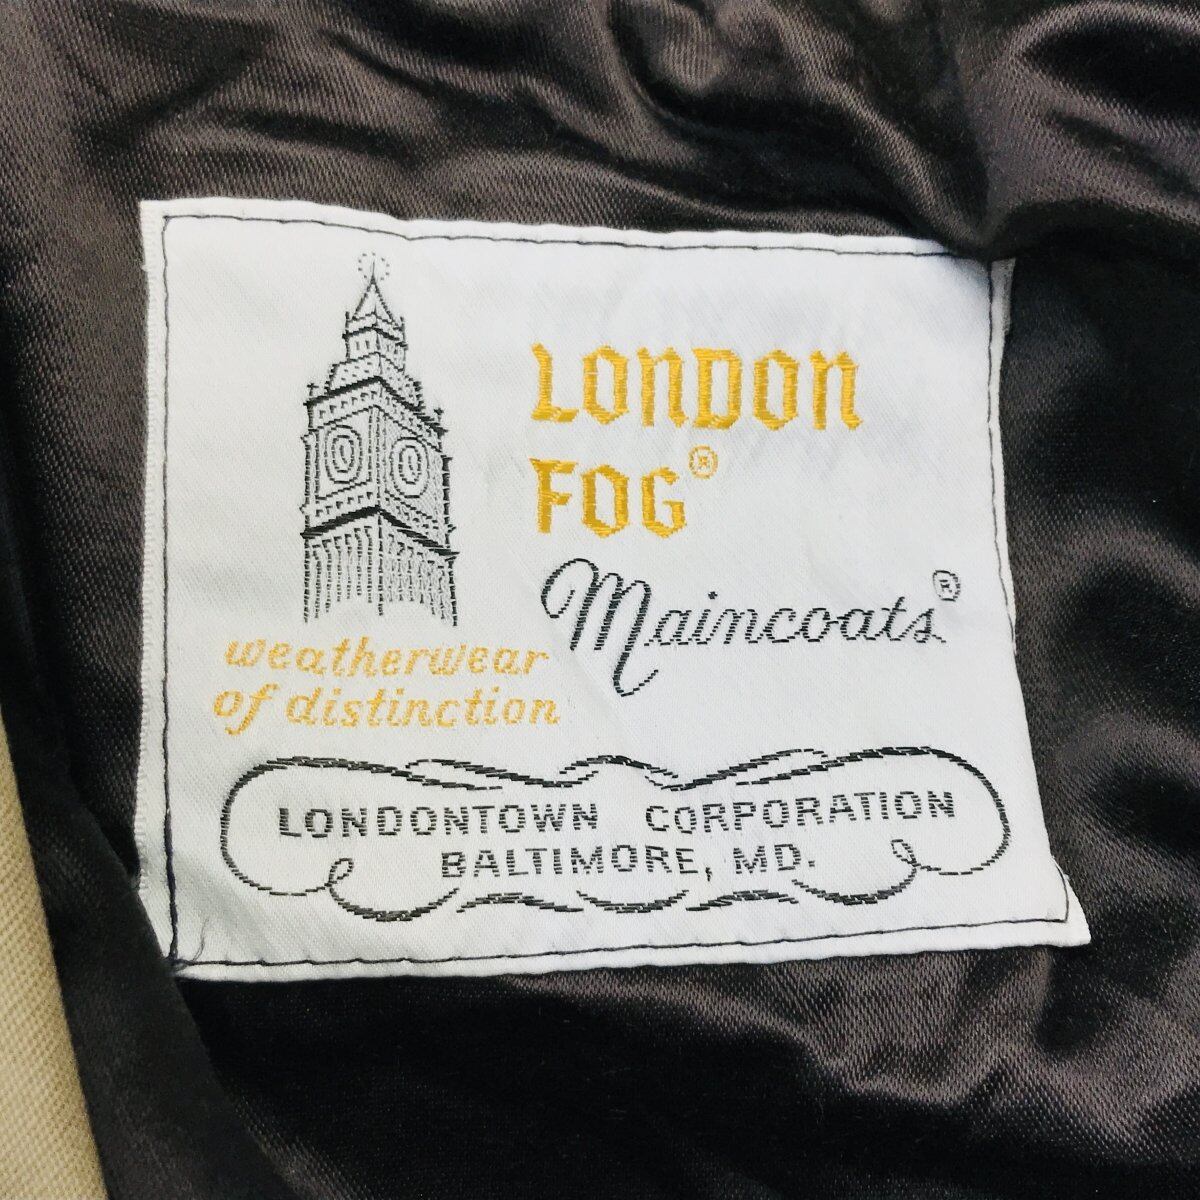 LONDON
FOG®
Maincoats®
weatherwear
of distinction
LONDONTOWN CORPORATION
BALTIMORE, MD.